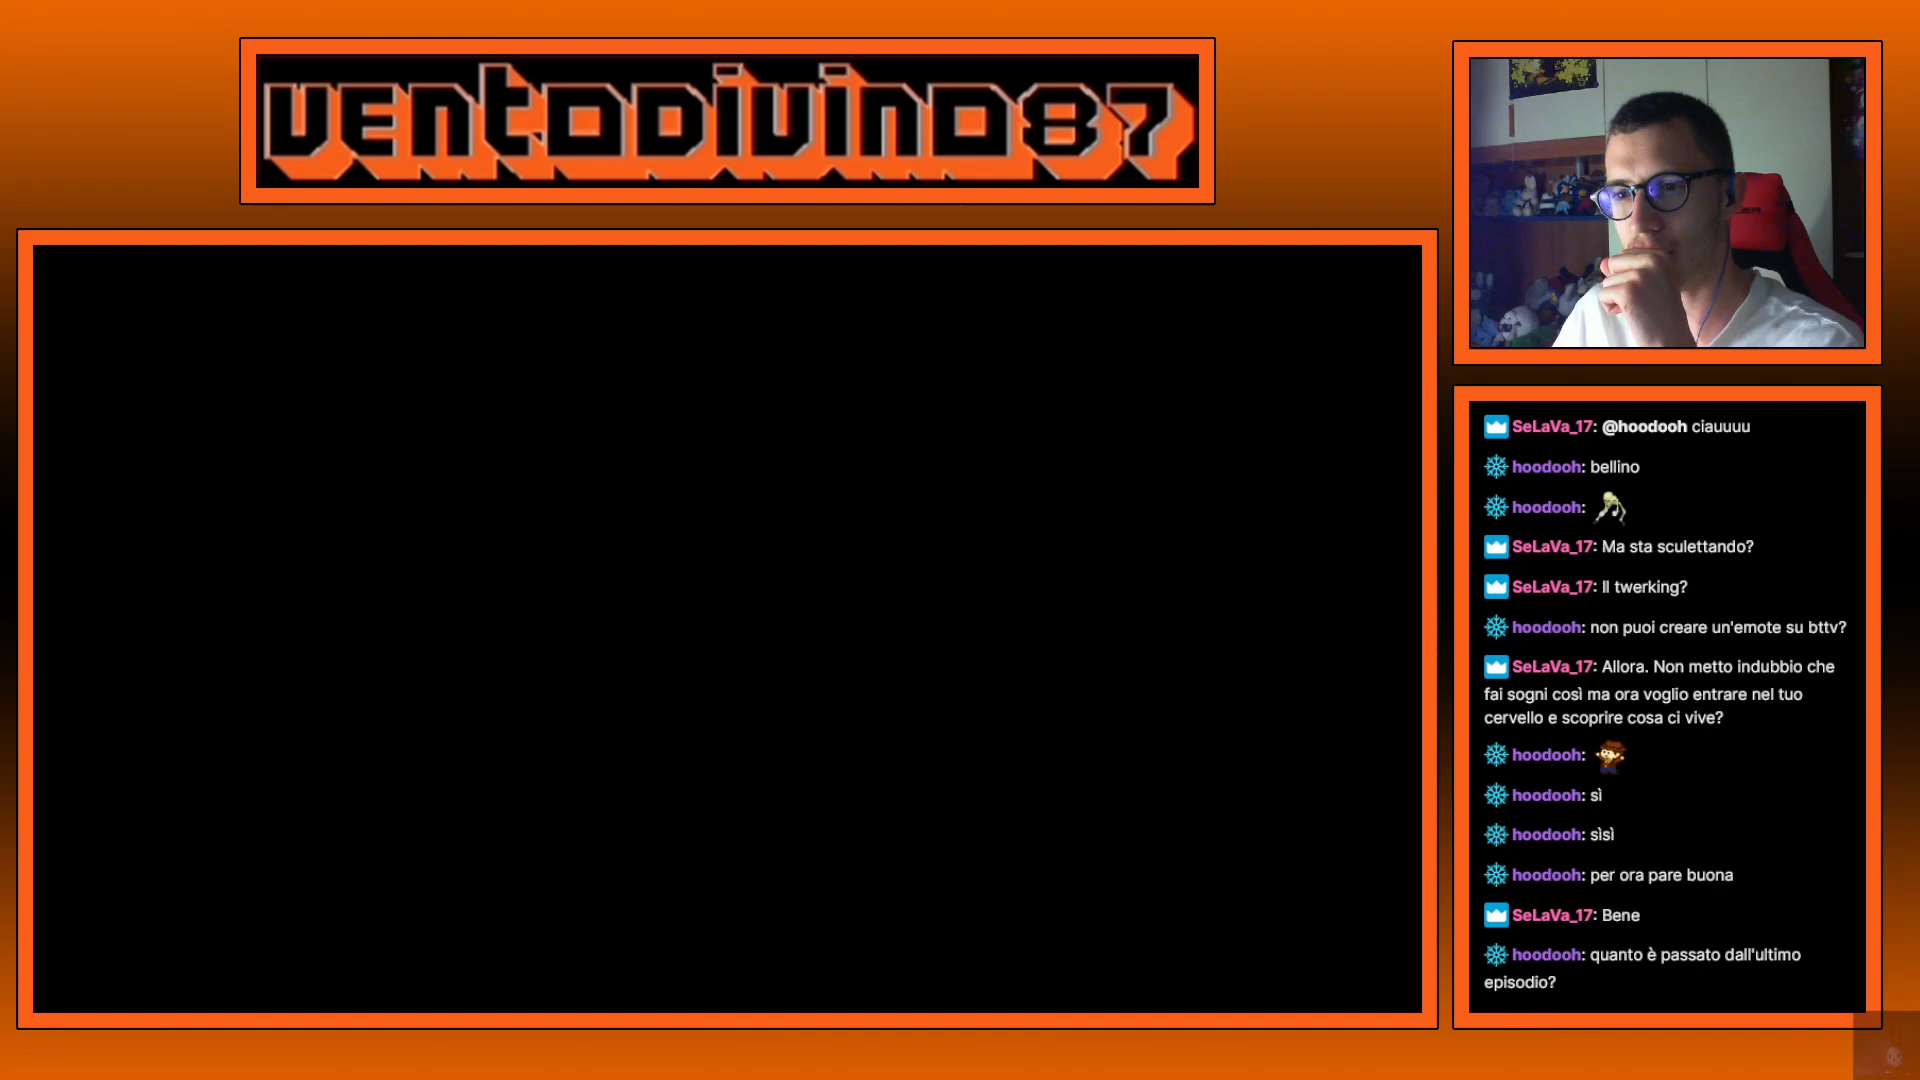 ventodivino87
SeLaVa_17: @hoodooh ciauuuu
hoodooh: bellino
hoodooh:
SeLaVa_17: Ma sta sculettando?
SeLaVa_17: Il twerking?
hoodooh: non puoi creare un'emote su bttv?
SeLaVa_17: Allora. Non metto indubbio che
fai sogni così ma ora voglio entrare nel tuo
cervello e scoprire cosa ci vive?
hoodooh:
hoodooh: sì
hoodooh: sìsì
hoodooh: per ora pare buona
SeLaVa_17: Bene
hoodooh: quanto è passato dall'ultimo
episodio?